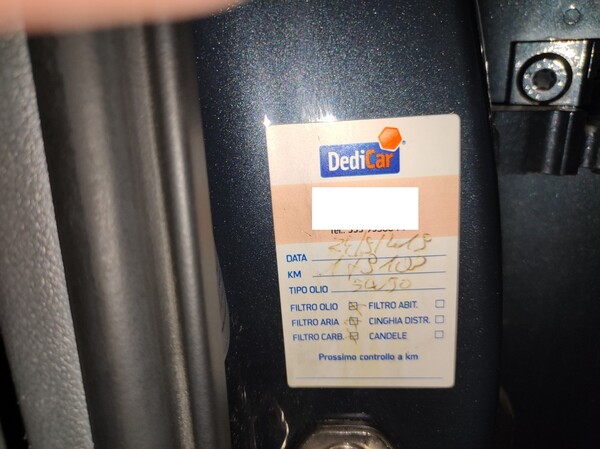 DediCar
DATA
KM
TIPO OLIO
FILTRO OLIO FILTRO ABIT.
FILTRO ARIA CINGHIA DISTR.
FILTRO CARB. CANDELE
Prossimo controllo a km